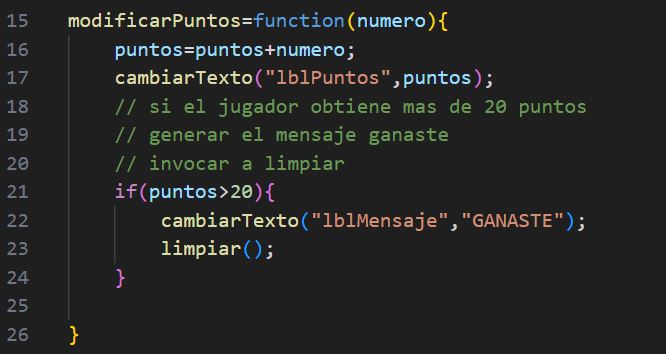 15 modificarPuntos=function(numero){
16 puntos=puntos+numero;
17 cambiarTexto("lblPuntos",puntos);
18 // si el jugador obtiene mas de 20 puntos
19 // generar el mensaje ganaste
20 // invocar a limpiar
21 if(puntos>20){
22 cambiarTexto("lblMensaje","GANASTE");
23 limpiar();
24 }
25
26 }